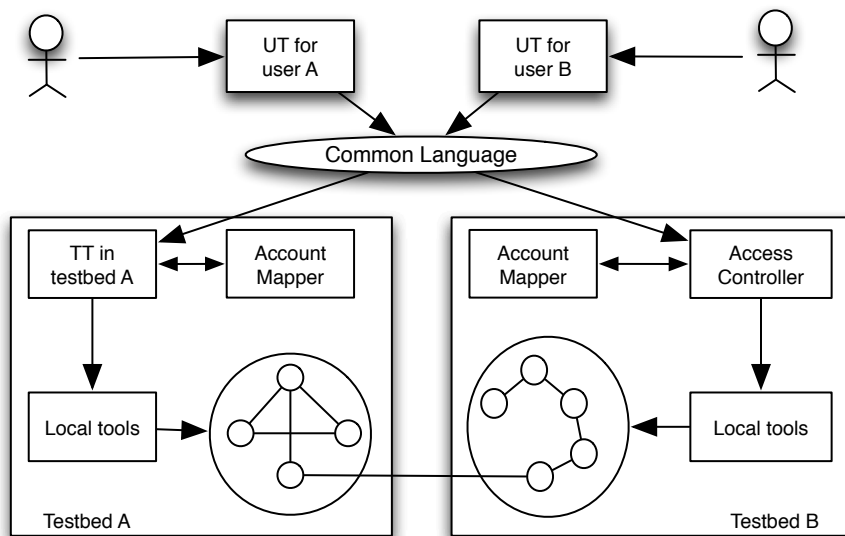 UT for
user A
UT for
user B
Common Language
TT in
testbed A
Account
Mapper
Account
Mapper
Access
Controller
Local tools
Local tools
Testbed A
Testbed B